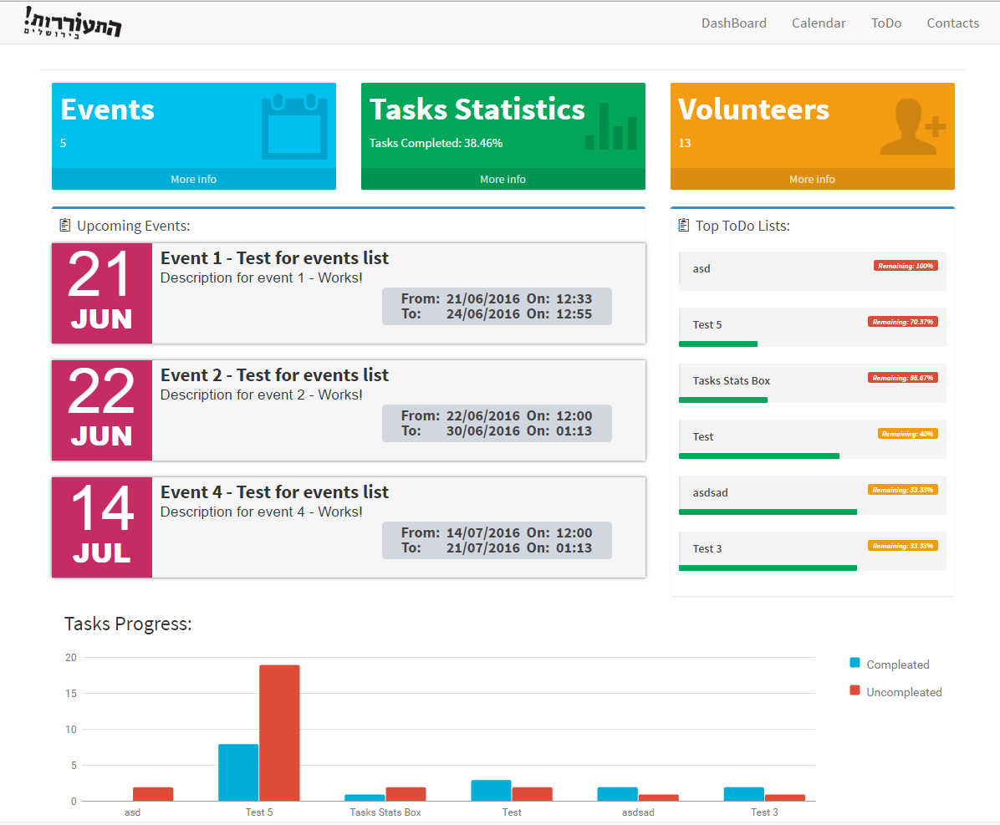 התעוררות!
בירושלים
DashBoard Calendar ToDo Contacts
Events
5
More info
Tasks Statistics
Tasks Completed: 38.46%
More info
Volunteers
13
More info
Upcoming Events:
21
JUN
Event 1 - Test for events list
Description for event 1 - Works!
From: 21/06/2016 On: 12:33
To: 24/06/2016 On: 12:55
22
JUN
Event 2 - Test for events list
Description for event 2 - Works!
From: 22/06/2016 On: 12:00
To: 30/06/2016 On: 01:13
14
JUL
Event 4 - Test for events list
Description for event 4 - Works!
From: 14/07/2016 On: 12:00
To: 21/07/2016 On: 01:13
Top ToDo Lists:
asd Remaining: 100%
Test 5 Remaining: 70.37%
Tasks Stats Box Remaining: 66.67%
Test Remaining: 40%
asdsad Remaining: 33.33%
Test 3 Remaining: 33.33%
Tasks Progress:
20
15
10
5
0
asd Test 5 Tasks Stats Box Test asdsad Test 3
Compleated
Uncompleated